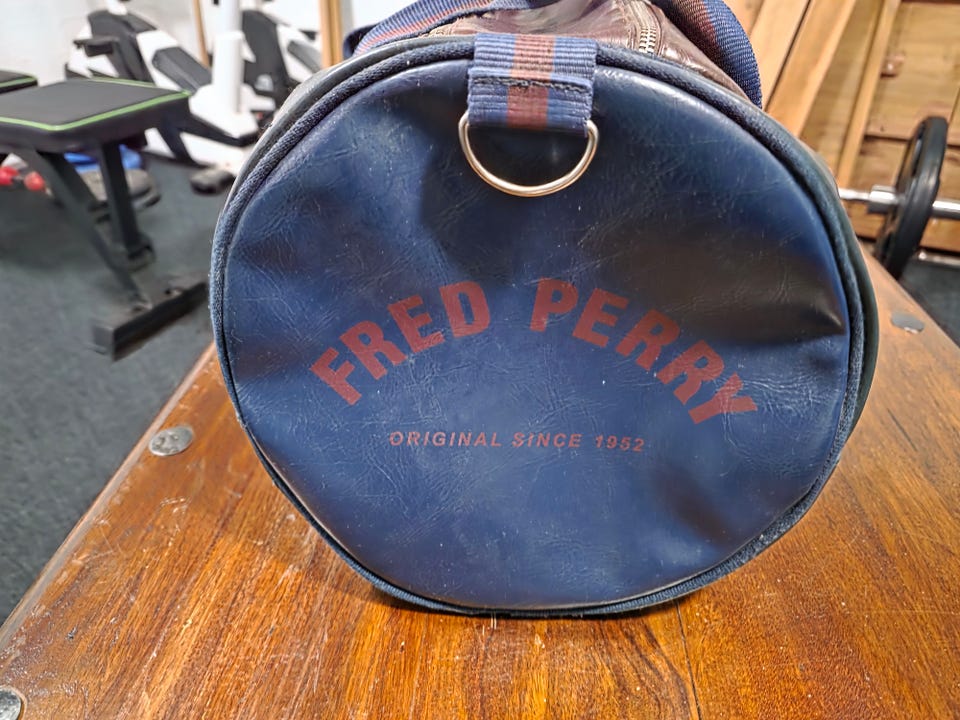 FRED PERRY
ORIGINAL SINCE 1952